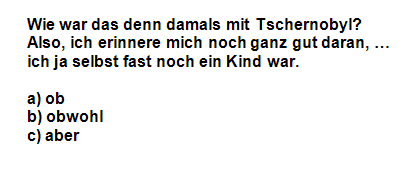 Wie war das denn damals mit Tschernobyl?
Also, ich erinnere mich noch ganz gut daran, ...
ich ja selbst fast noch ein Kind war.
a) ob
b) obwohl
c) aber